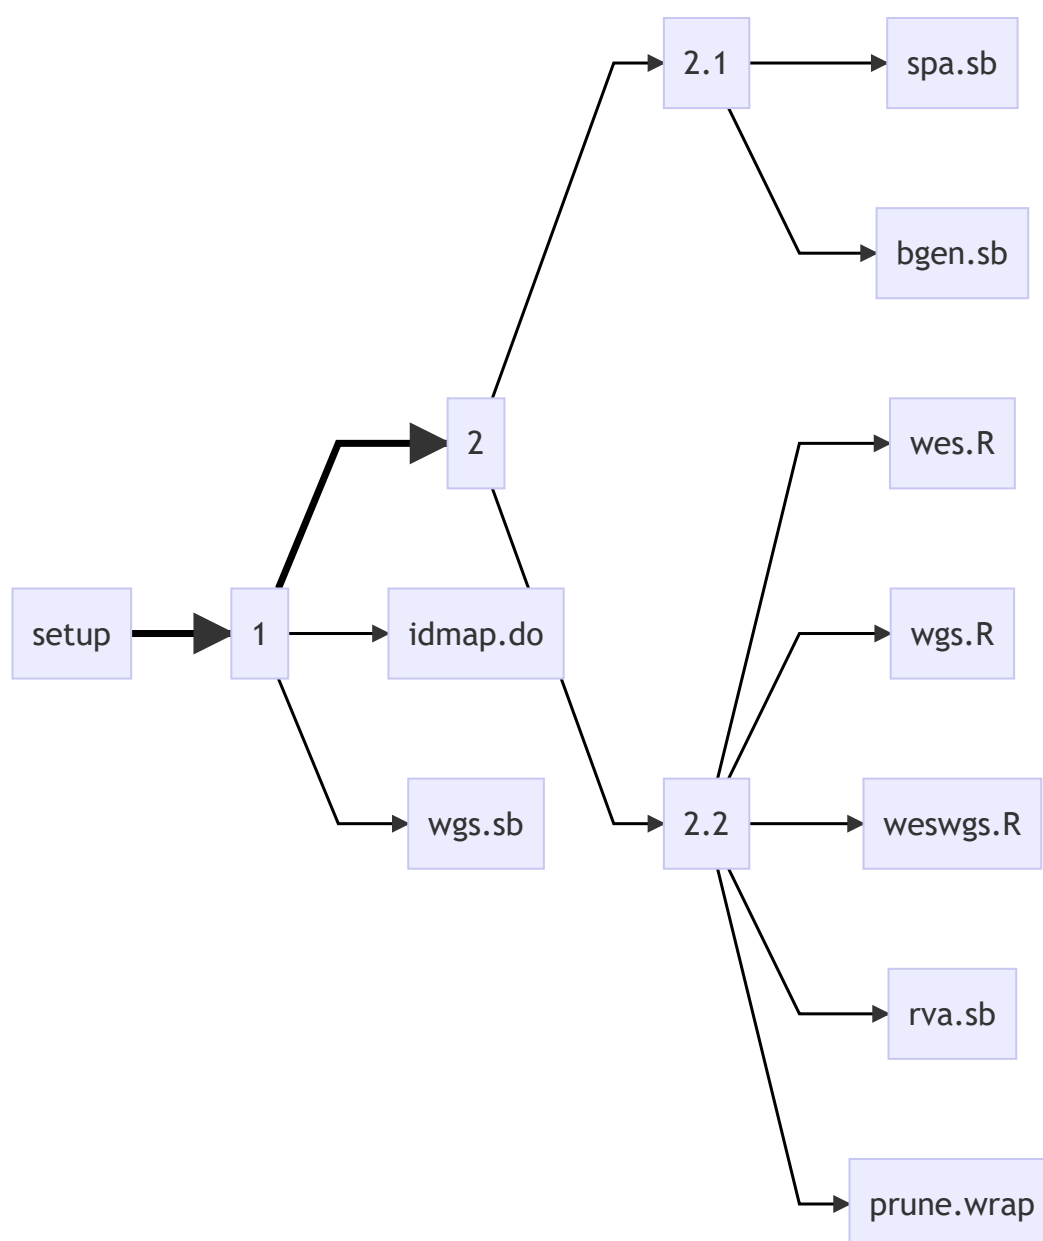 2.1
spa.sb
bgen.sb
2
wes.R
setup
1
idmap.do
wgs.R
wgs.sb
2.2
weswgs.R
rva.sb
prune.wrap